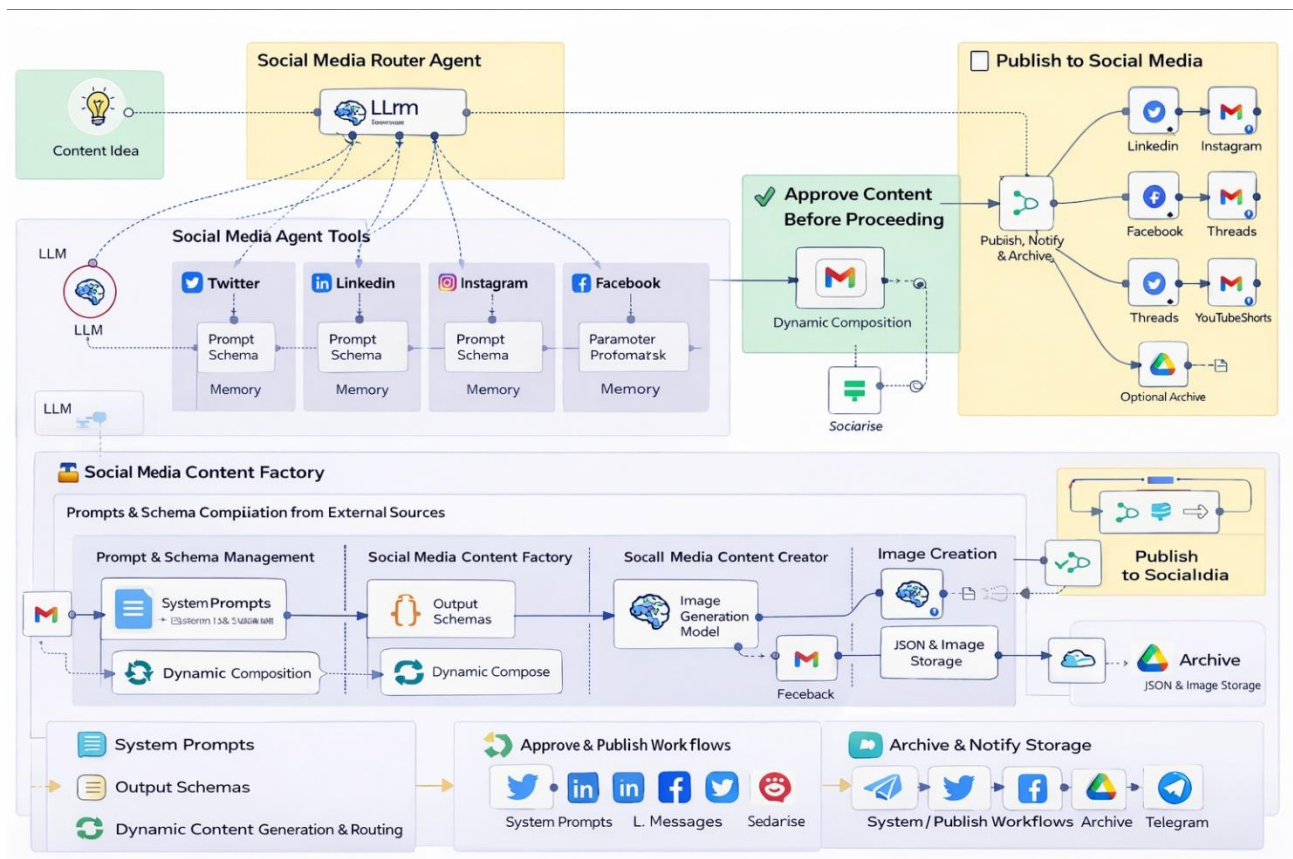 Social Media Router Agent
LLrm
Content Idea
Publish to Social Media
Linkedin
Instagram
Facebook
Threads
Threads
YouTubeShorts
Publish, Notify
& Archive
Optional Archive
Approve Content
Before Proceeding
Dynamic Composition
Sociarise
Social Media Agent Tools
LLM
LLM
Twitter
Linkedin
Instagram
Facebook
Prompt
Schema
Prompt
Schema
Prompt
Schema
Paramoter
Profomatsk
Memory
Memory
Memory
Memory
LLM
Social Media Content Factory
Prompts & Schema Compilation from External Sources
Prompt & Schema Management
Social Media Content Factory
Socall Media Content Creator
Image Creation
System Prompts
Output
Schemas
Image
Generation
Model
Dynamic Composition
Dynamic Compose
Feceback
JSON & Image
Storage
Publish
to Socialıdia
Archive
JSON & Image Storage
System Prompts
Output Schemas
Dynamic Content Generation & Routing
Approve & Publish Workflows
System Prompts
L. Messages
Sedarise
Archive & Notify Storage
System/Publish Workflows
Archive
Telegram